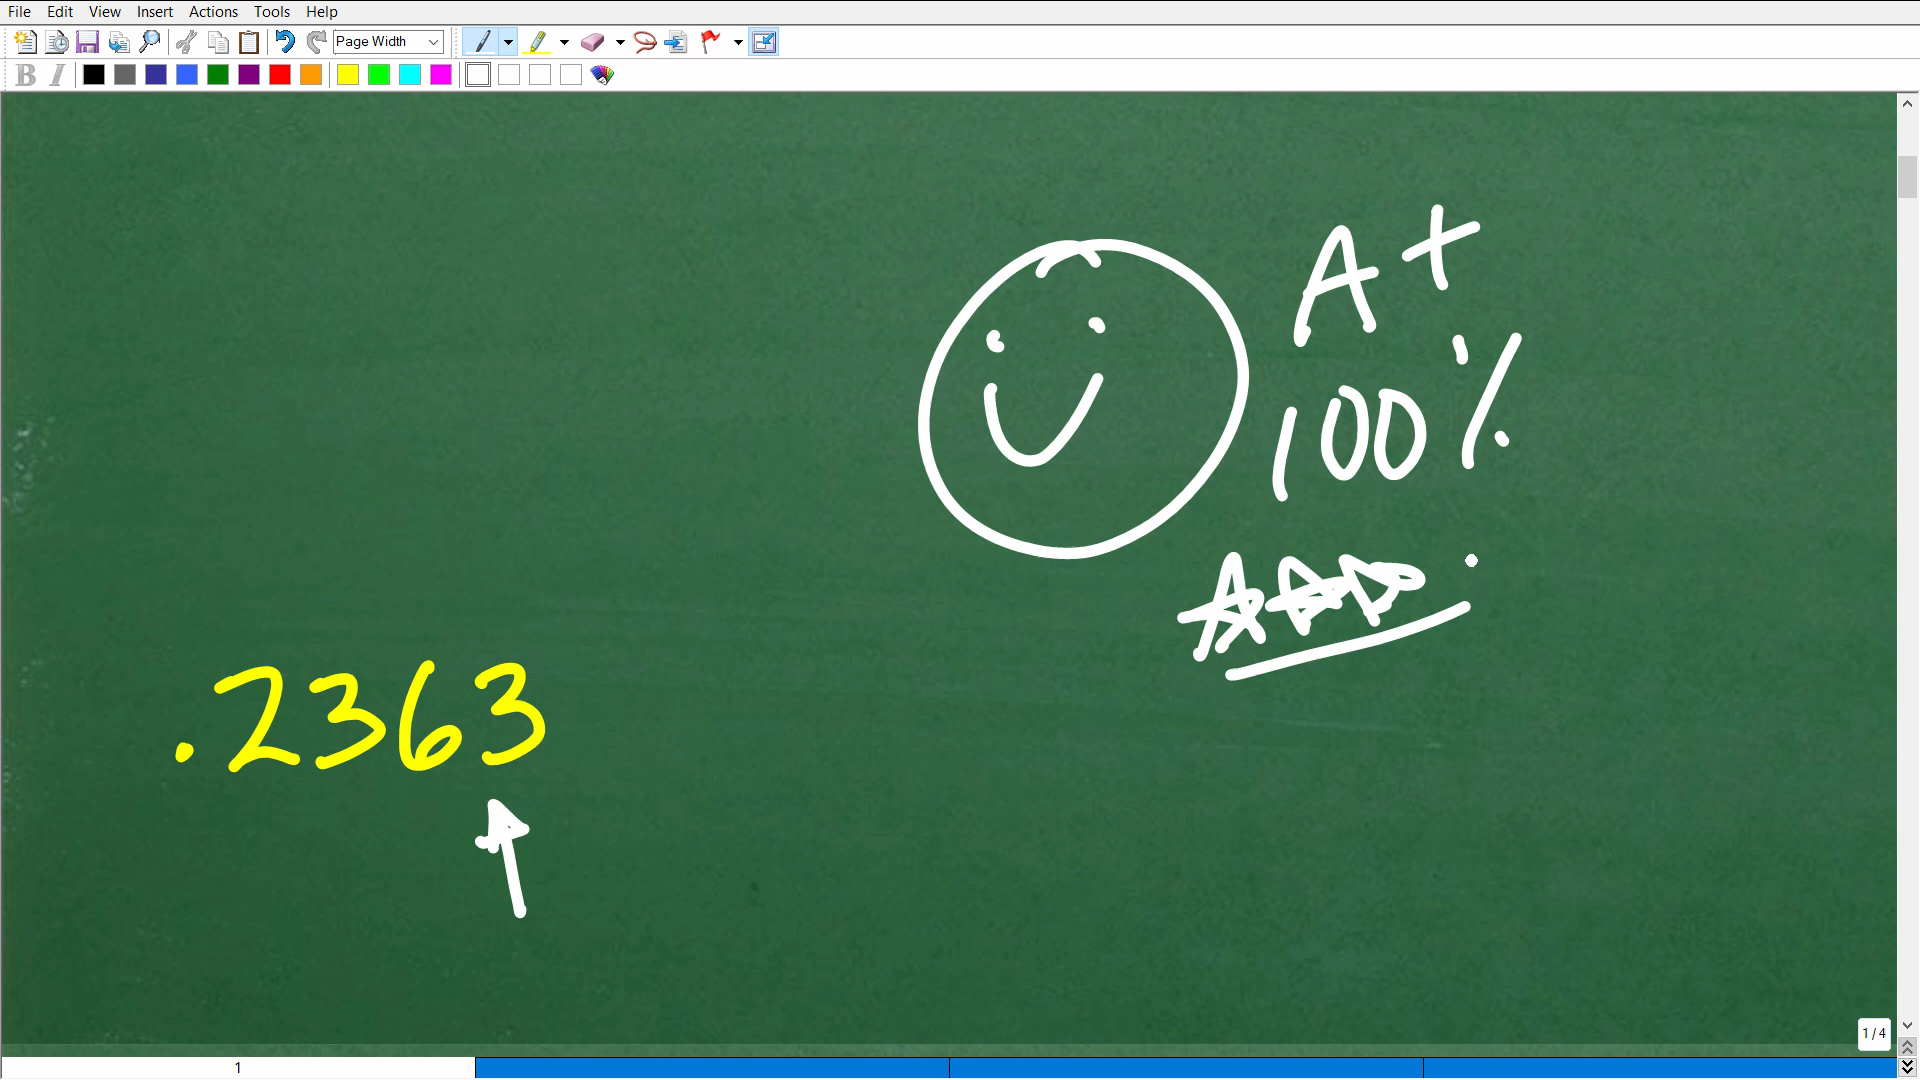 File Edit View Insert Actions Tools Help
Page Width
B I
A+
100%
.2363
1 / 4
1